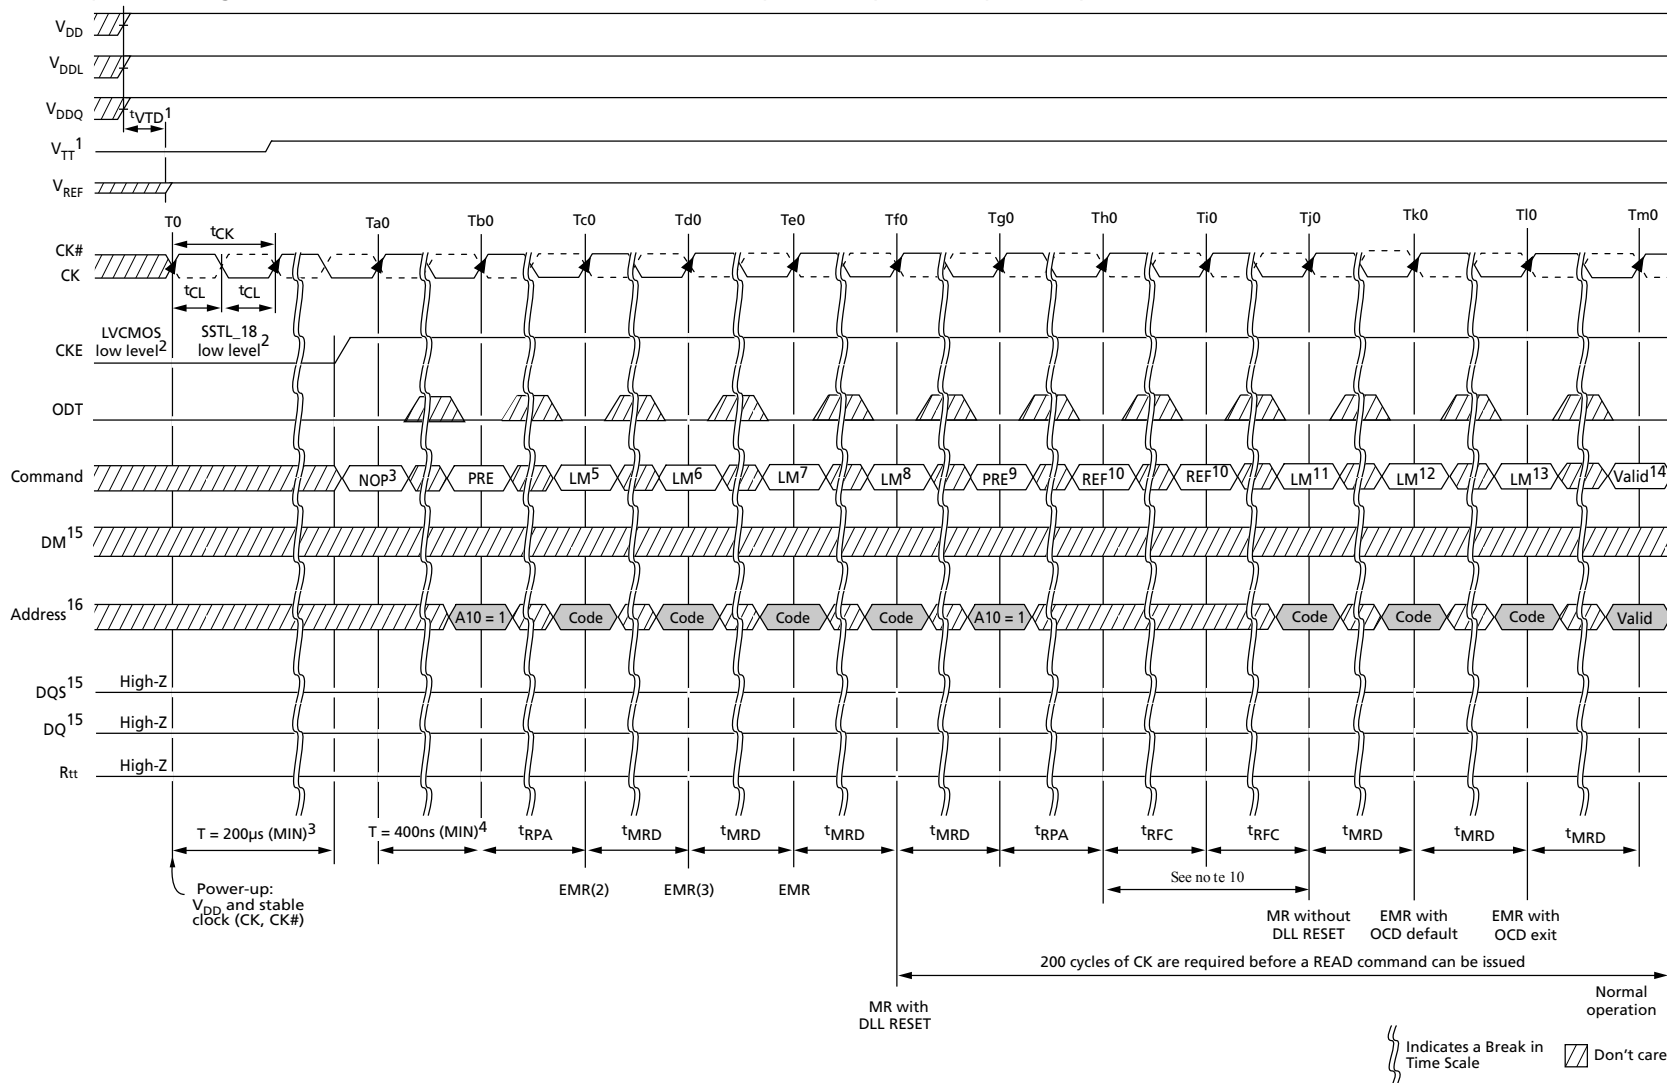 VDD
VDDL
VDDQ
tVTD1
VTT1
VREF
T0 Ta0 Tb0 Tc0 Td0 Te0 Tf0 Tg0 Th0 Ti0 Tj0 Tk0 Tl0 Tm0
tCK
CK#
CK
tCL tCL
LVCMOS low level2 SSTL_18 low level2
CKE
ODT
Command NOP3 PRE LM5 LM6 LM7 LM8 PRE9 REF10 REF10 LM11 LM12 LM13 Valid14
DM15
Address16 A10 = 1 Code Code Code Code A10 = 1 Code Code Code Valid
DQS15 High-Z
DQ15 High-Z
Rtt High-Z
T = 200µs (MIN)3 T = 400ns (MIN)4 tRPA tMRD tMRD tMRD tMRD tRPA tRFC tRFC tMRD tMRD tMRD
See note 10
Power-up:
VDD and stable
clock (CK, CK#)
EMR(2) EMR(3) EMR
MR without
DLL RESET
EMR with
OCD default
EMR with
OCD exit
200 cycles of CK are required before a READ command can be issued
MR with
DLL RESET
Normal
operation
Indicates a Break in
Time Scale
Don't care